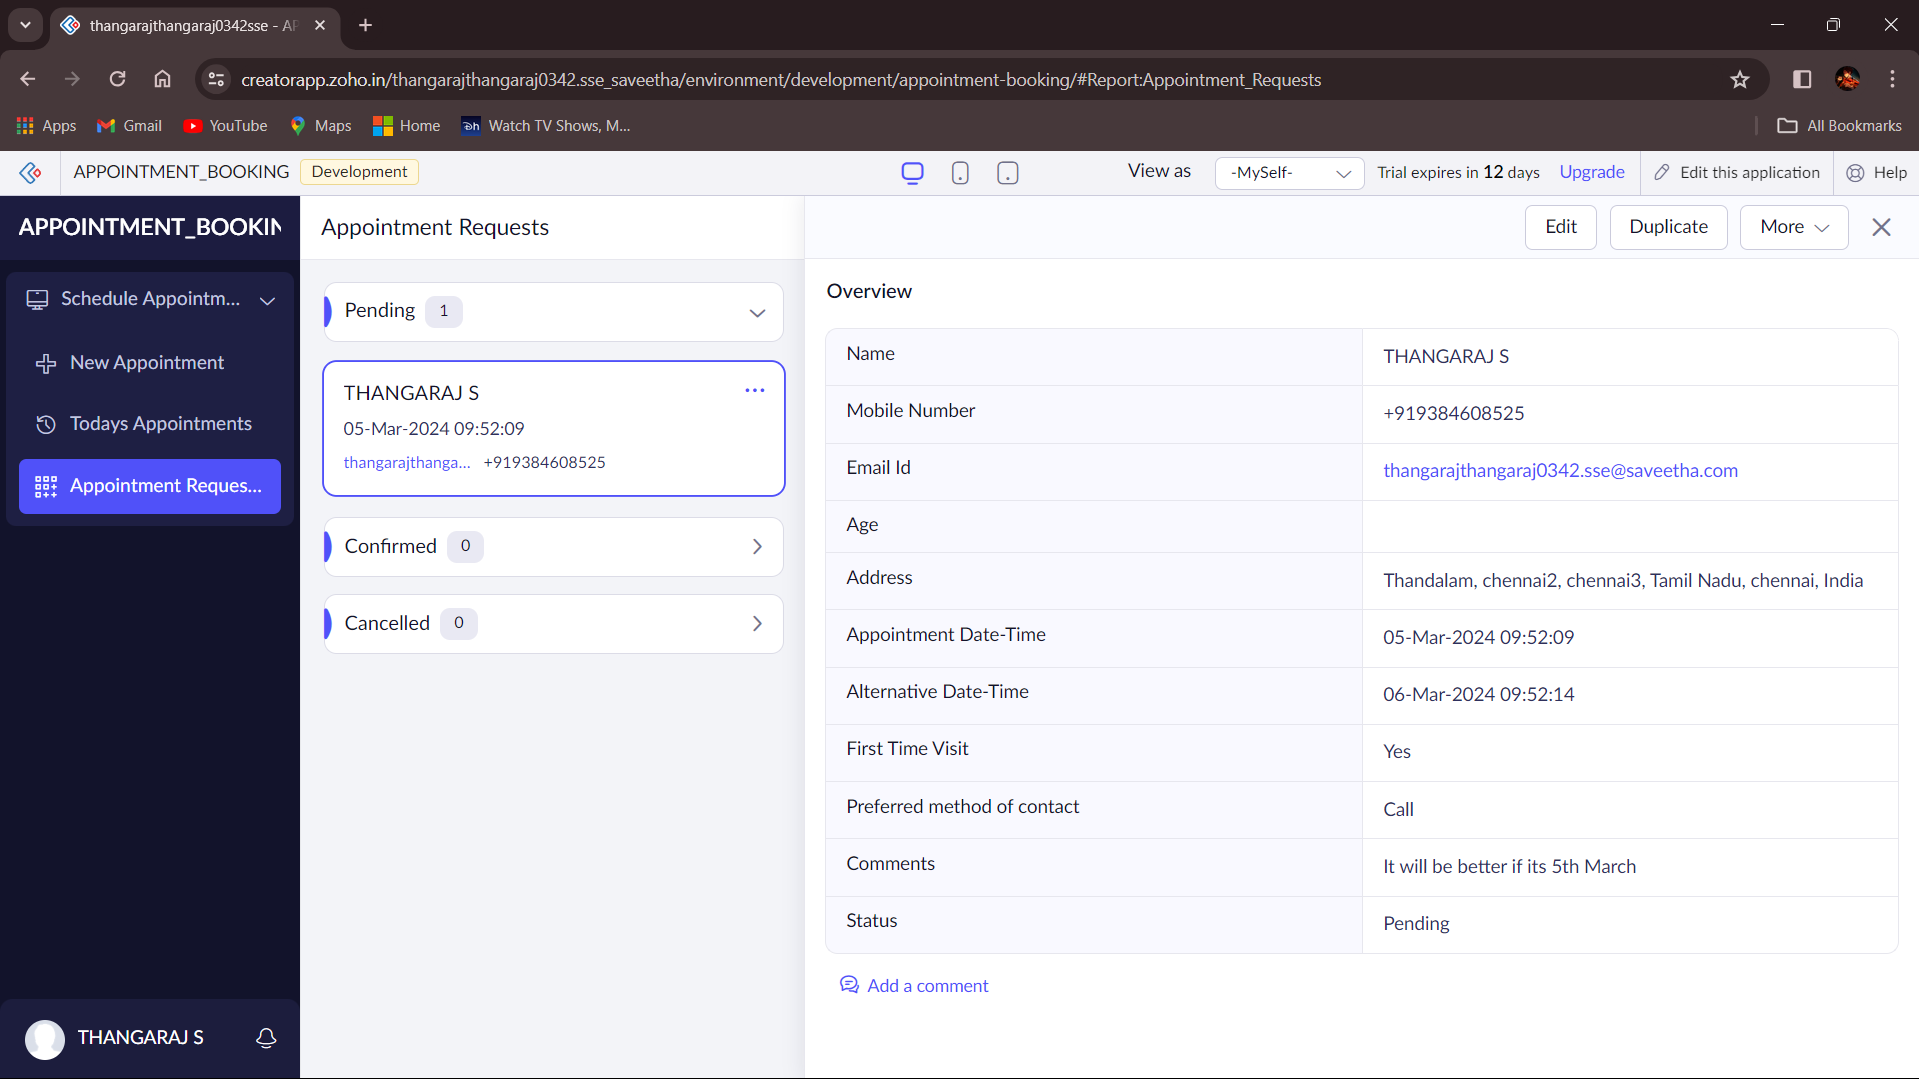 thangarajthangaraj0342sse - AP
creatorapp.zoho.in/thangarajthangaraj0342.sse_saveetha/environment/development/appointment-booking/#Report:Appointment_Requests
Apps Gmail YouTube Maps Home Watch TV Shows, M... All Bookmarks
APPOINTMENT_BOOKING Development View as -MySelf- Trial expires in 12 days Upgrade Edit this application Help
APPOINTMENT_BOOKIN
Schedule Appointm...
New Appointment
Todays Appointments
Appointment Reques...
THANGARAJ S
Appointment Requests
Pending 1
THANGARAJ S
05-Mar-2024 09:52:09
thangarajthanga... +919384608525
Confirmed 0
Cancelled 0
Edit Duplicate More
Overview
Name THANGARAJ S
Mobile Number +919384608525
Email Id thangarajthangaraj0342.sse@saveetha.com
Age
Address Thandalam, chennai2, chennai3, Tamil Nadu, chennai, India
Appointment Date-Time 05-Mar-2024 09:52:09
Alternative Date-Time 06-Mar-2024 09:52:14
First Time Visit Yes
Preferred method of contact Call
Comments It will be better if its 5th March
Status Pending
Add a comment